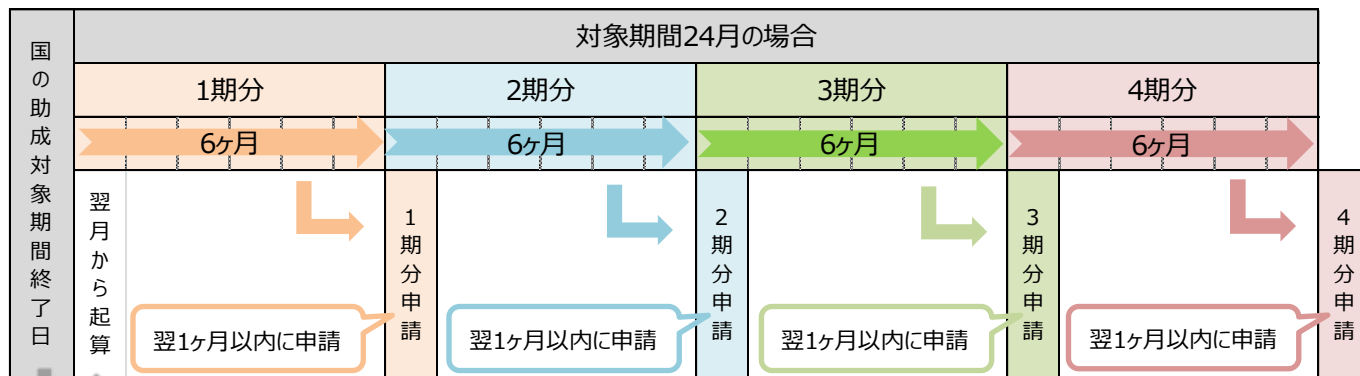 国の助成対象期間終了日
対象期間24月の場合
1期分
2期分
3期分
4期分
6ヶ月
6ヶ月
6ヶ月
6ヶ月
翌月から起算
1期分申請
2期分申請
3期分申請
4期分申請
翌1ヶ月以内に申請
翌1ヶ月以内に申請
翌1ヶ月以内に申請
翌1ヶ月以内に申請